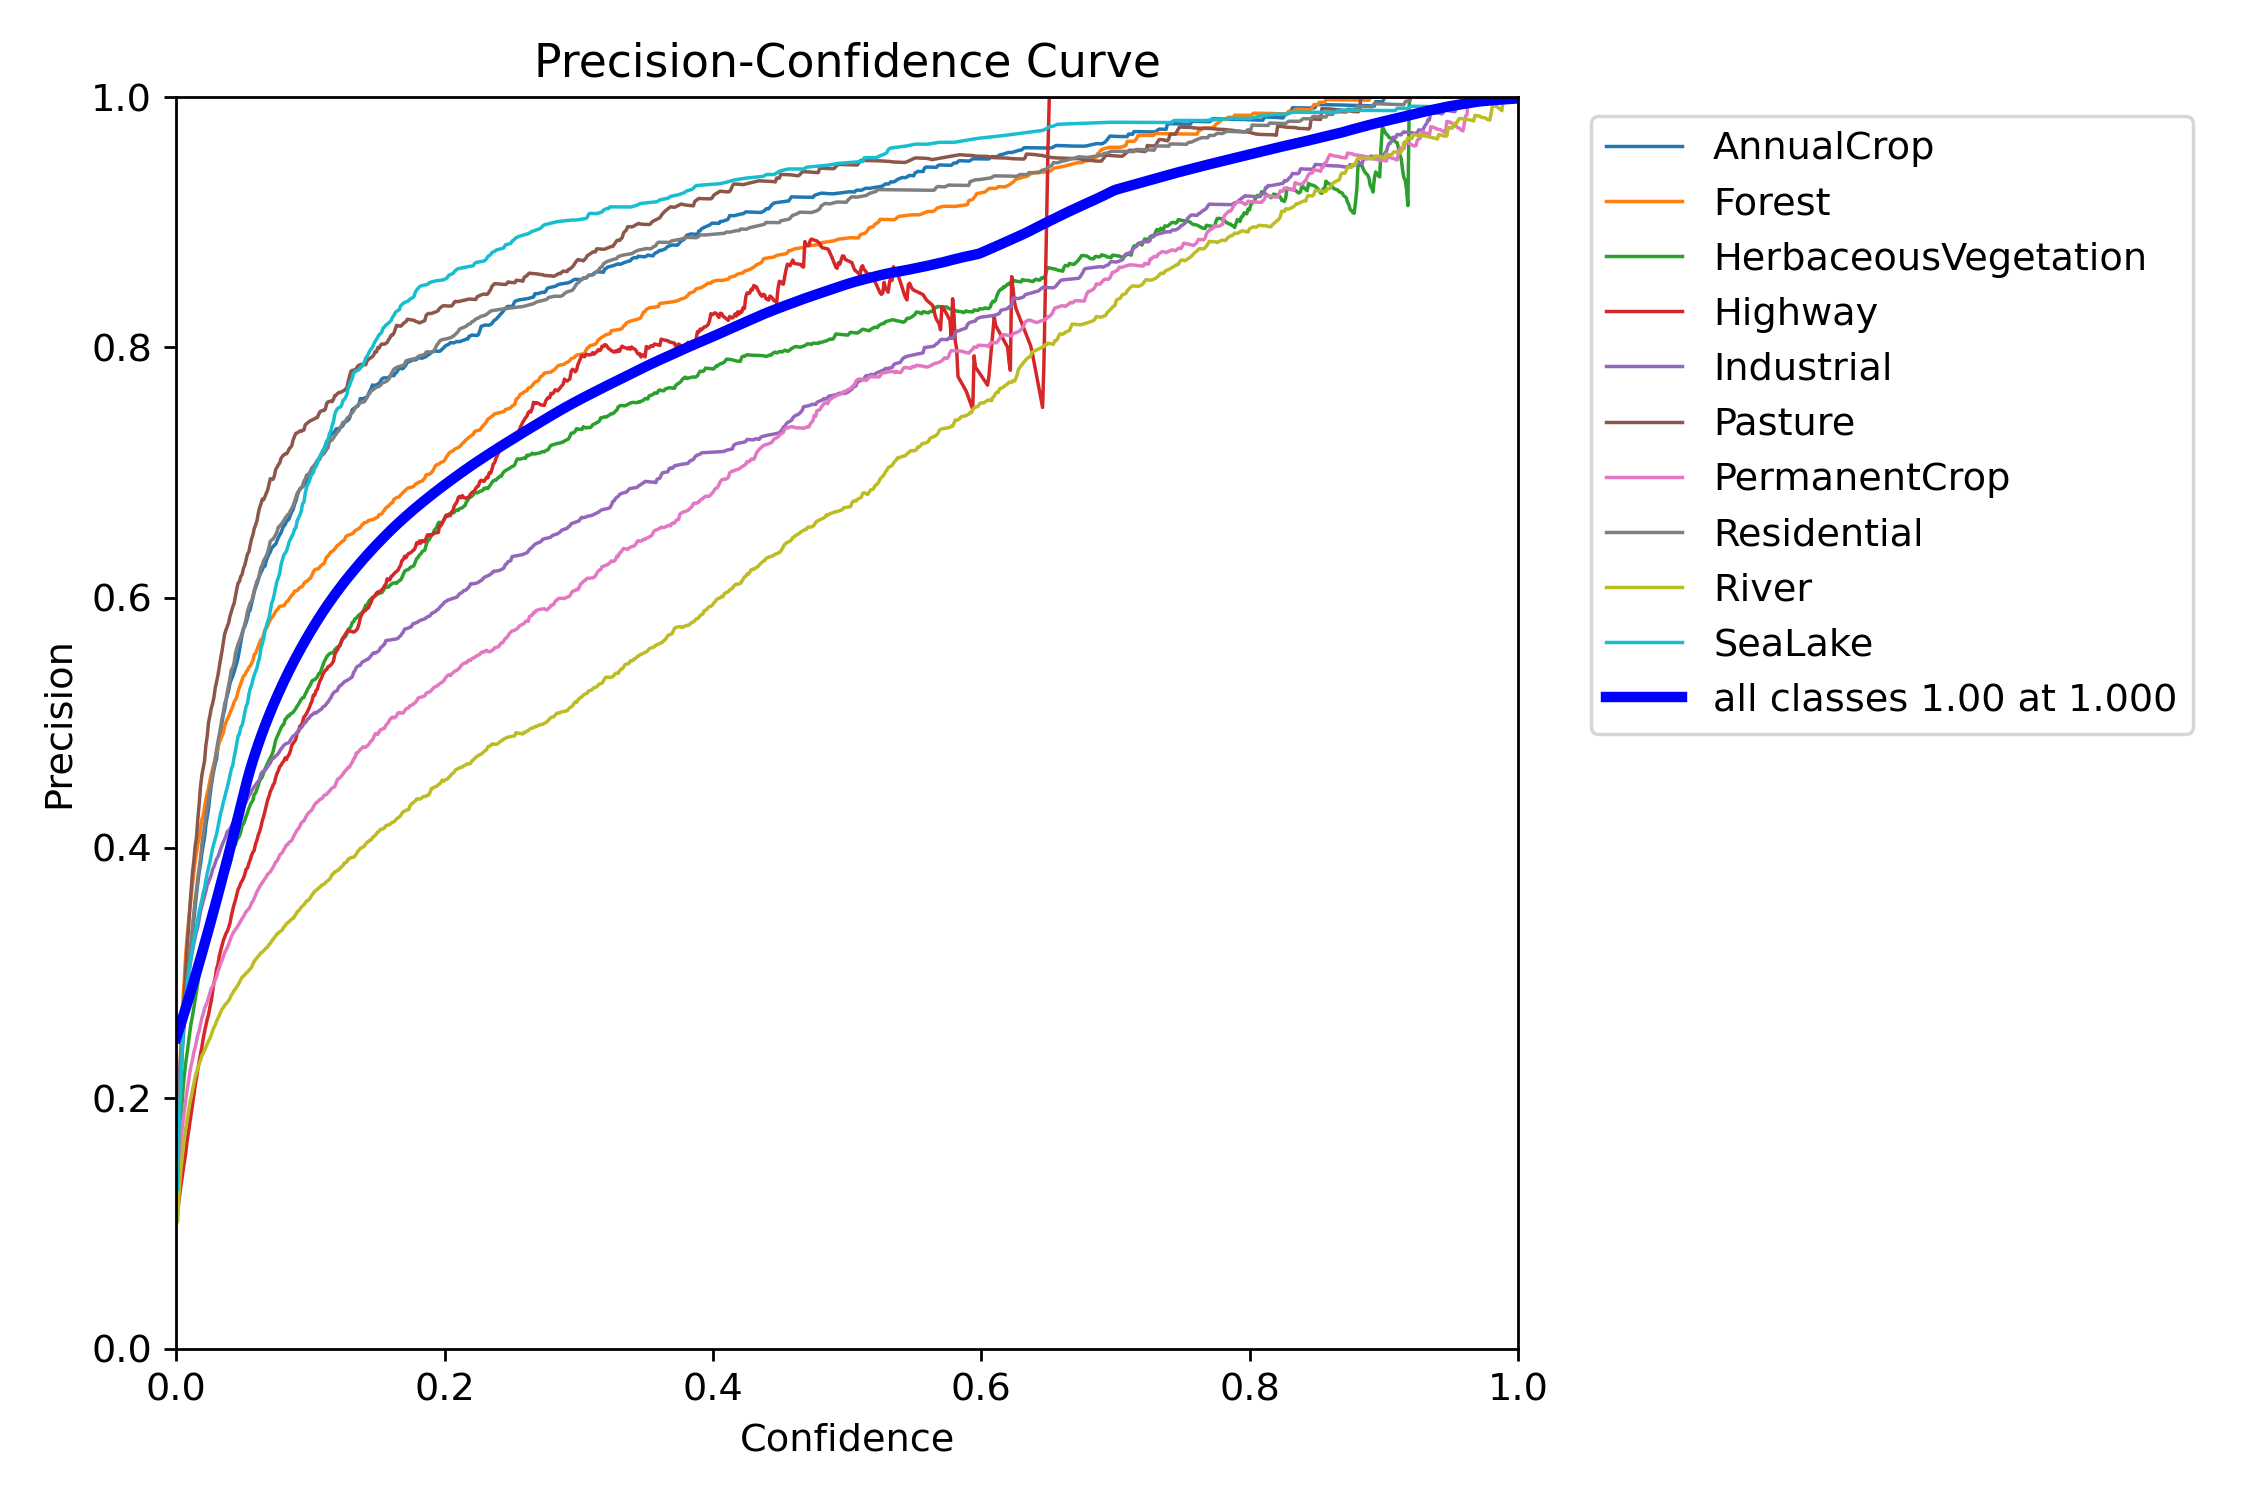 Precision-Confidence Curve
1.0
0.8
0.6
0.4
0.2
0.0
Precision
0.0 0.2 0.4 0.6 0.8 1.0
Confidence
AnnualCrop
Forest
HerbaceousVegetation
Highway
Industrial
Pasture
PermanentCrop
Residential
River
SeaLake
all classes 1.00 at 1.000